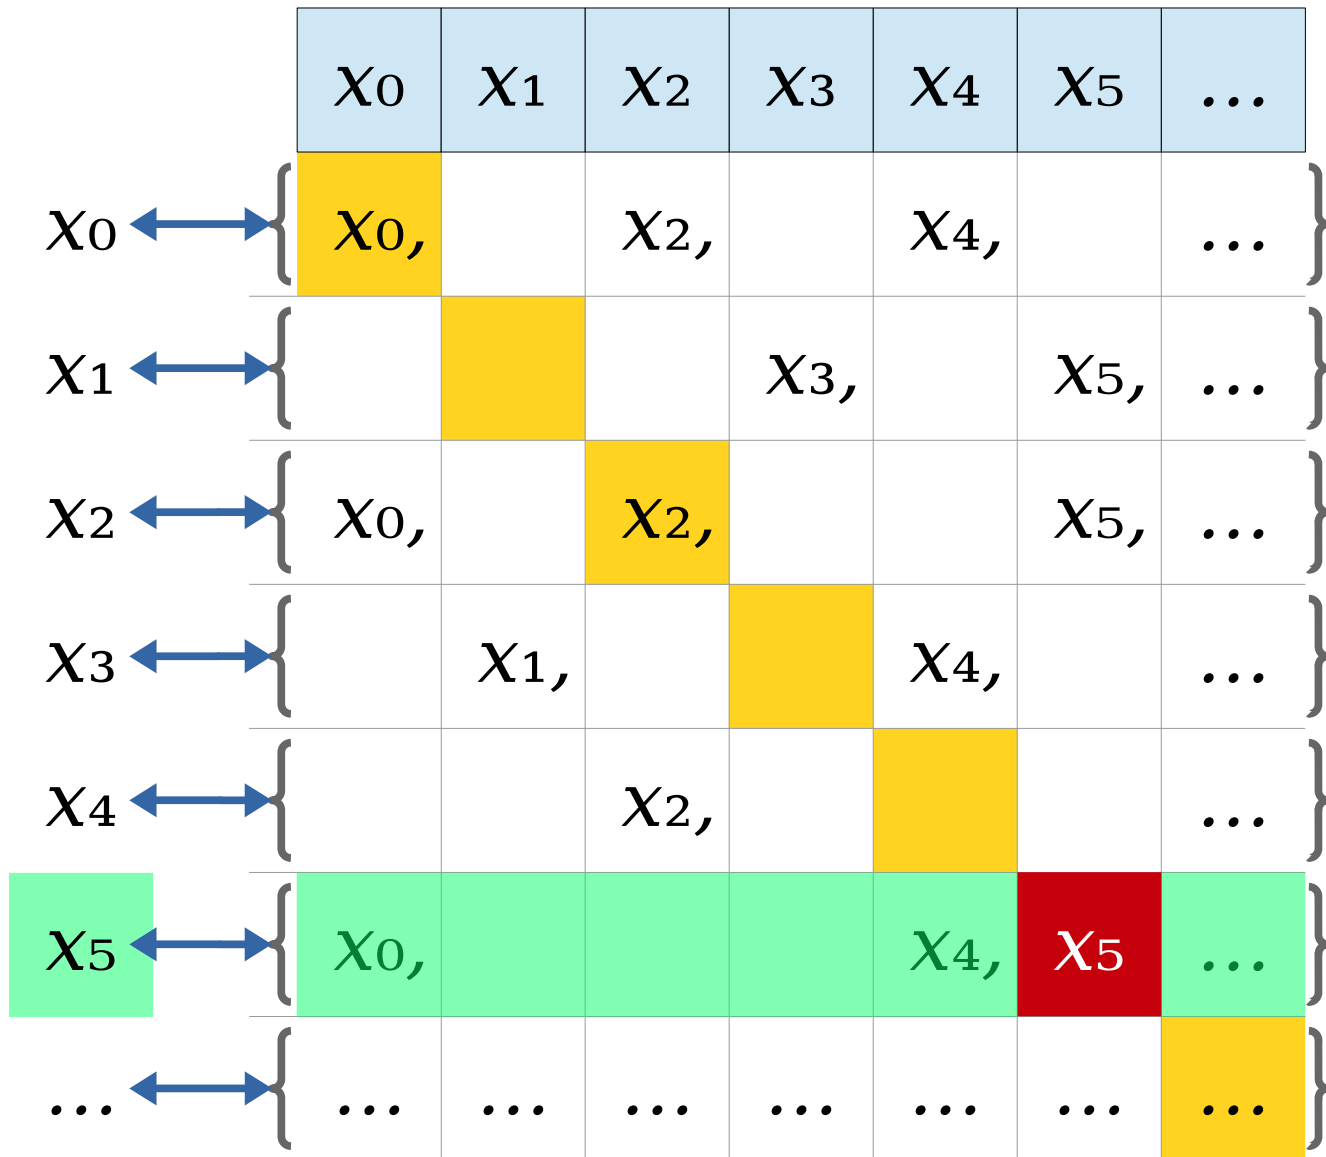 x₀ x₁ x₂ x₃ x₄ x₅ ...
x₀ { x₀, x₂, x₄, ... }
x₁ { x₃, x₅, ... }
x₂ { x₀, x₂, x₅, ... }
x₃ { x₁, x₄, ... }
x₄ { x₂, ... }
x₅ { x₀, x₄, x₅ ... }
... { ... ... ... ... ... ... ... }